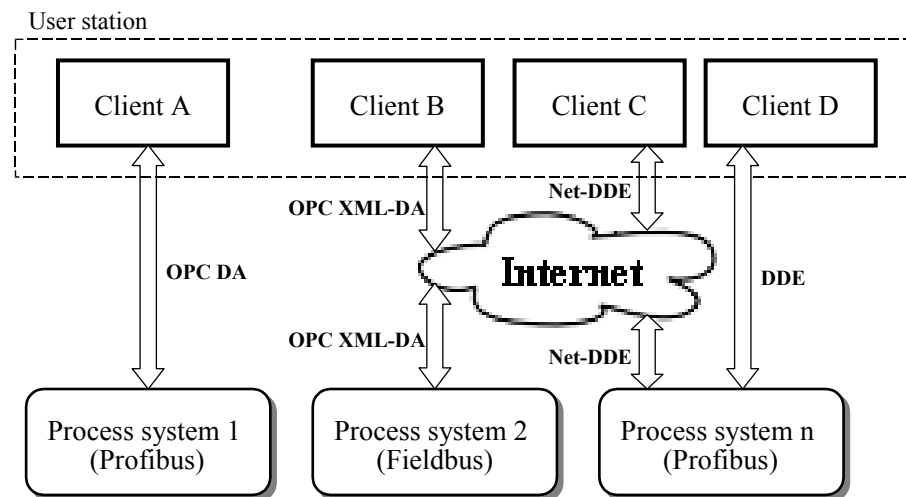 User station
Client A
Client B
Client C
Client D
OPC XML-DA
Net-DDE
OPC DA
Internet
DDE
OPC XML-DA
Net-DDE
Process system 1
(Profibus)
Process system 2
(Fieldbus)
Process system n
(Profibus)